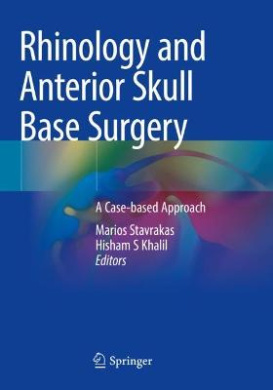 Rhinology and
Anterior Skull
Base Surgery
A Case-based Approach
Marios Stavrakas
Hisham S Khalil
Editors
Springer